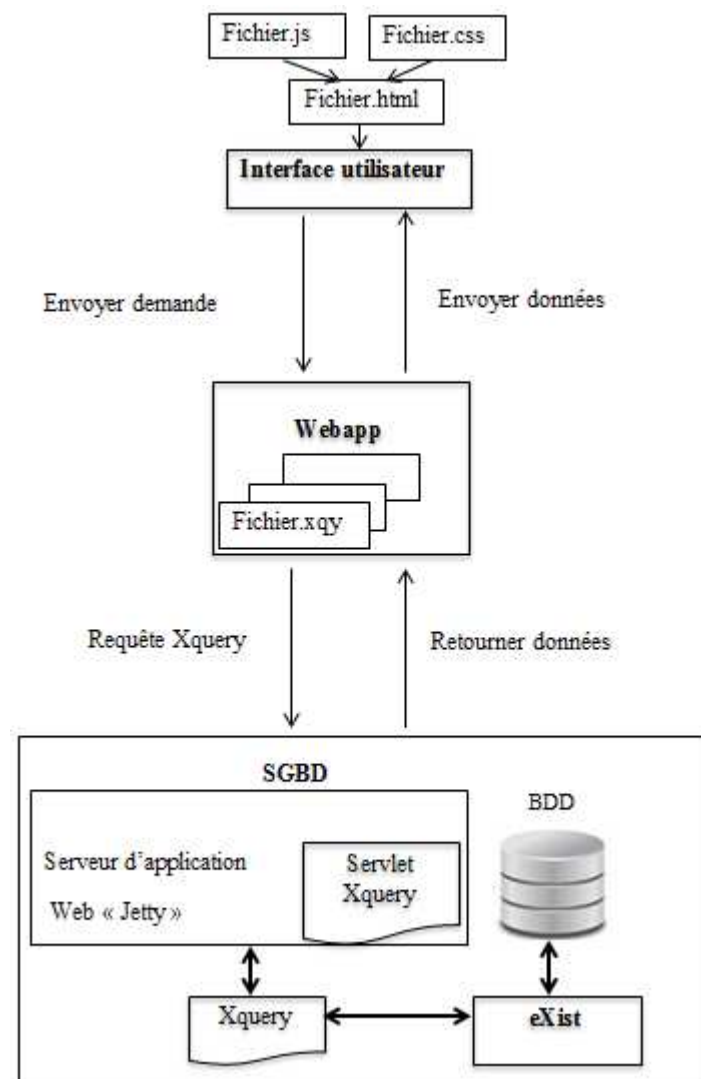 Fichier.js
Fichier.css
Fichier.html
Interface utilisateur
Envoyer demande
Envoyer données
Webapp
Fichier.xqy
Requête Xquery
Retourner données
SGBD
BDD
Serveur d'application
Web « Jetty »
Servlet
Xquery
Xquery
eXist